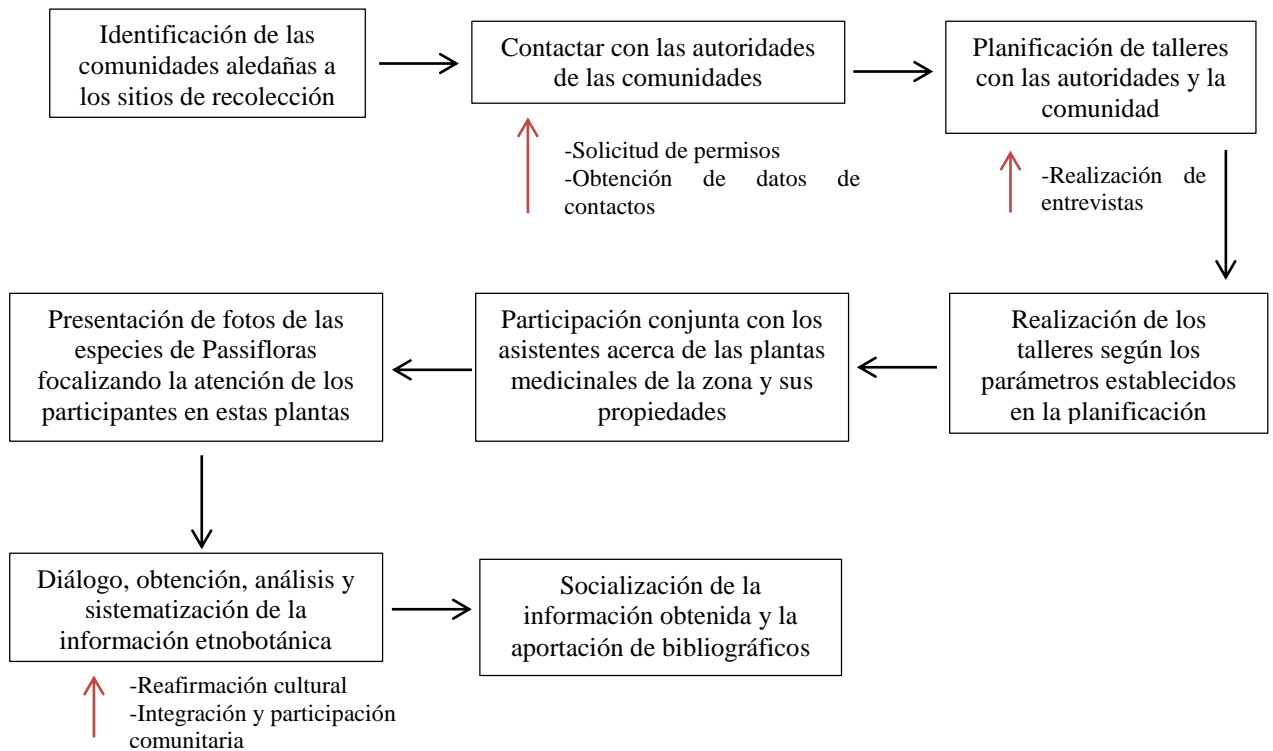 Identificación de las
comunidades aledañas a
los sitios de recolección
Contactar con las autoridades
de las comunidades
Planificación de talleres
con las autoridades y la
comunidad
-Solicitud de permisos
-Obtención de datos de
contactos
-Realización de
entrevistas
Realización de los
talleres según los
parámetros establecidos
en la planificación
Participación conjunta con los
asistentes acerca de las plantas
medicinales de la zona y sus
propiedades
Presentación de fotos de las
especies de Passifloras
focalizando la atención de los
participantes en estas plantas
Diálogo, obtención, análisis y
sistematización de la
información etnobotánica
Socialización de la
información obtenida y la
aportación de bibliográficos
-Reafirmación cultural
-Integración y participación
comunitaria